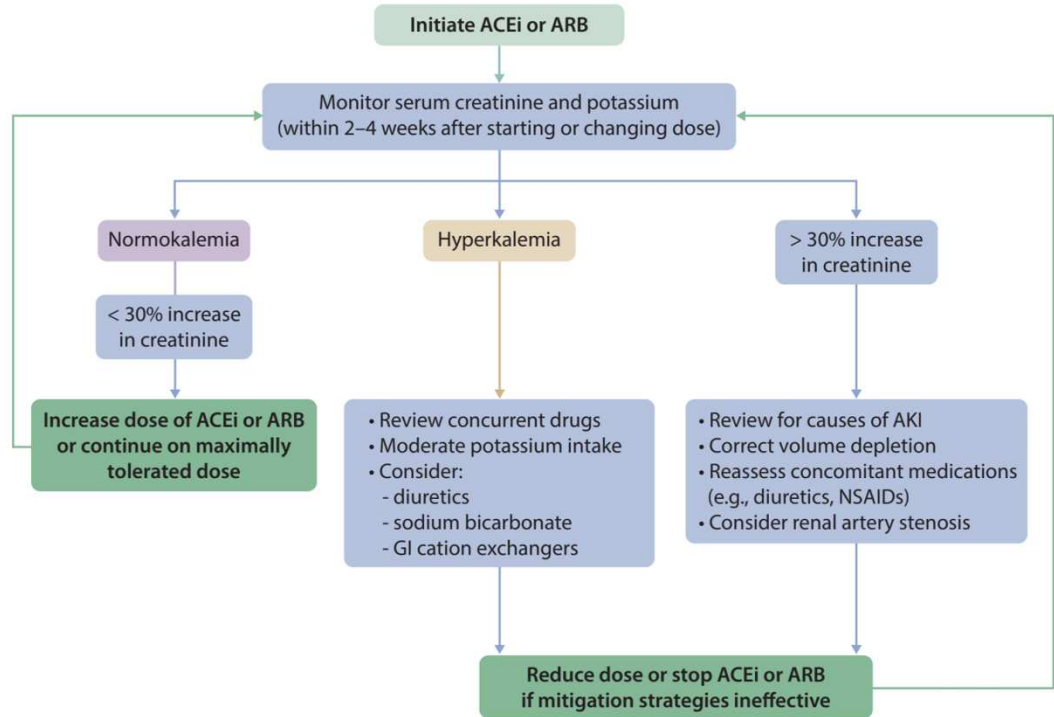 Initiate ACEi or ARB
Monitor serum creatinine and potassium
(within 2–4 weeks after starting or changing dose)
Normokalemia
< 30% increase
in creatinine
Increase dose of ACEi or ARB
or continue on maximally
tolerated dose
Hyperkalemia
• Review concurrent drugs
• Moderate potassium intake
• Consider:
- diuretics
- sodium bicarbonate
- GI cation exchangers
> 30% increase
in creatinine
• Review for causes of AKI
• Correct volume depletion
• Reassess concomitant medications
(e.g., diuretics, NSAIDs)
• Consider renal artery stenosis
Reduce dose or stop ACEi or ARB
if mitigation strategies ineffective